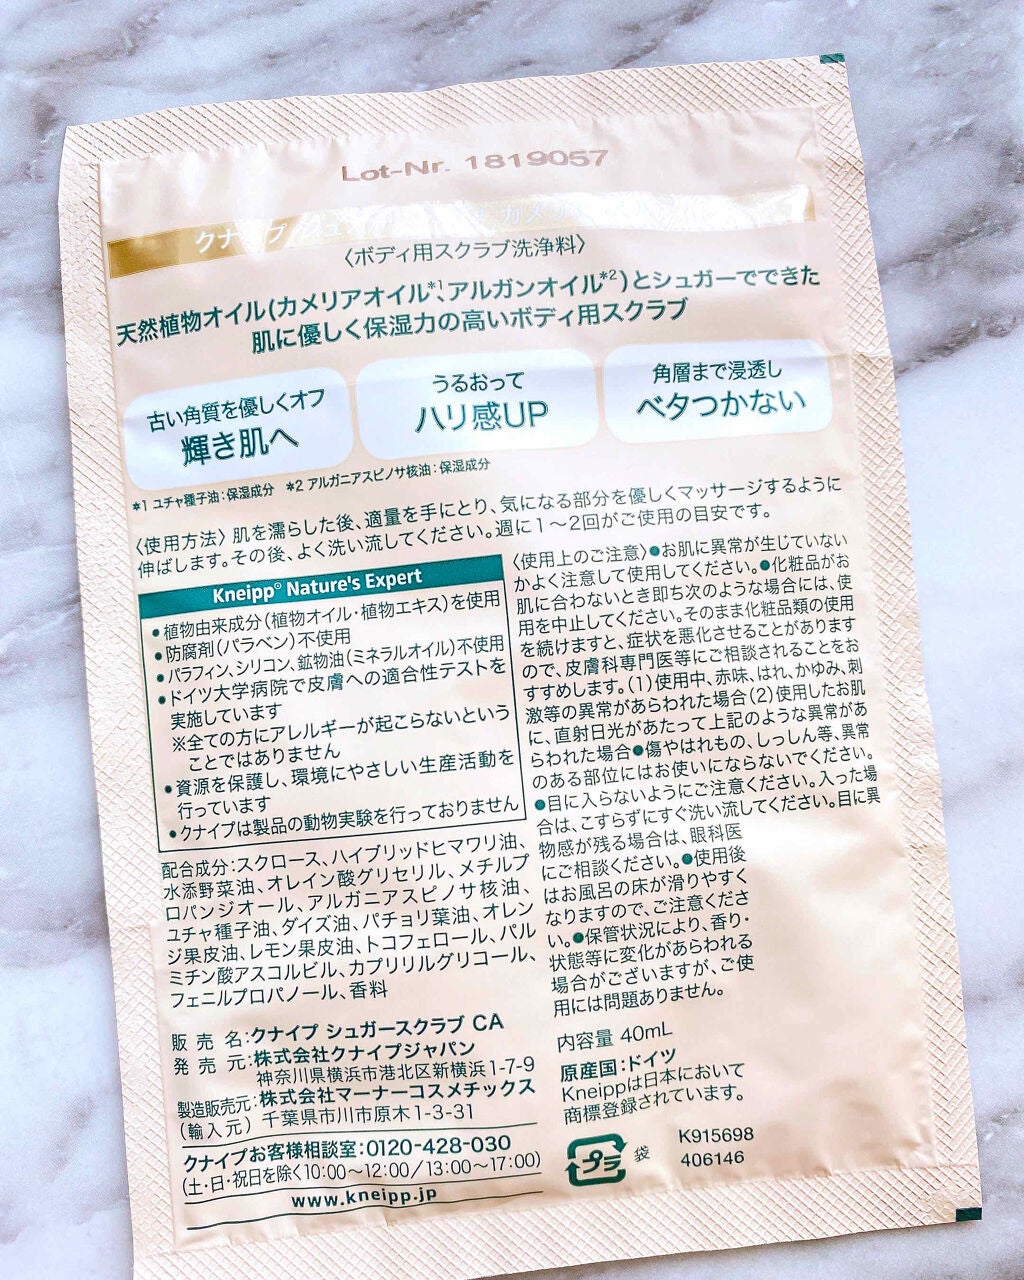 Lot-Nr. 1819057
クナイプ シュガ カメリ
〈ボディ用スクラブ洗浄料〉
天然植物オイル(カメリアオイル*1、アルガンオイル*2)とシュガーでできた
肌に優しく保湿力の高いボディ用スクラブ
古い角質を優しくオフ
輝き肌へ
うるおって
ハリ感UP
角層まで浸透し
ベタつかない
*1 ユチャ種子油:保湿成分 *2 アルガニアスピノサ核油:保湿成分
〈使用方法〉肌を濡らした後、適量を手にとり、気になる部分を優しくマッサージするように
伸ばします。その後、よく洗い流してください。週に1〜2回がご使用の目安です。
Kneipp® Nature's Expert
●植物由来成分(植物オイル・植物エキス)を使用
●防腐剤(パラベン)不使用
●パラフィン、シリコン、鉱物油(ミネラルオイル)不使用
●ドイツ大学病院で皮膚への適合性テストを
実施しています
※全ての方にアレルギーが起こらないという
ことではありません
●資源を保護し、環境にやさしい生産活動を
行っています
●クナイプは製品の動物実験を行っておりません
配合成分:スクロース、ハイブリッドヒマワリ油、
水添野菜油、オレイン酸グリセリル、メチルプ
ロパンジオール、アルガニアスピノサ核油、
ユチャ種子油、ダイズ油、パチョリ葉油、オレン
ジ果皮油、レモン果皮油、トコフェロール、パル
ミチン酸アスコルビル、カプリリルグリコール、
フェニルプロパノール、香料
販売名:クナイプ シュガースクラブ CA
発売元:株式会社クナイプジャパン
神奈川県横浜市港北区新横浜1-7-9
製造販売元:株式会社マーナーコスメチックス
(輸入元) 千葉県市川市原木1-3-31
クナイプお客様相談室:0120-428-030
(土・日・祝日を除く10:00〜12:00/13:00〜17:00)
www.kneipp.jp
〈使用上のご注意〉●お肌に異常が生じていない
かよく注意して使用してください。●化粧品がお
肌に合わないとき即ち次のような場合には、使
用を中止してください。そのまま化粧品類の使用
を続けますと、症状を悪化させることがあります
ので、皮膚科専門医等にご相談されることをお
すすめします。(1)使用中、赤味、はれ、かゆみ、刺
激等の異常があらわれた場合(2)使用したお肌
に、直射日光があたって上記のような異常があ
らわれた場合●傷やはれもの、しっしん等、異常
のある部位にはお使いにならないでください。
●目に入らないようにご注意ください。入った場
合は、こすらずにすぐ洗い流してください。目に異
物感が残る場合は、眼科医
にご相談ください。●使用後
はお風呂の床が滑りやすく
なりますので、ご注意くださ
い。●保管状況により、香り・
状態等に変化があらわれる
場合がございますが、ご使
用には問題ありません。
内容量 40mL
原産国:ドイツ
Kneippは日本において
商標登録されています。
プラ
袋
K915698
406146